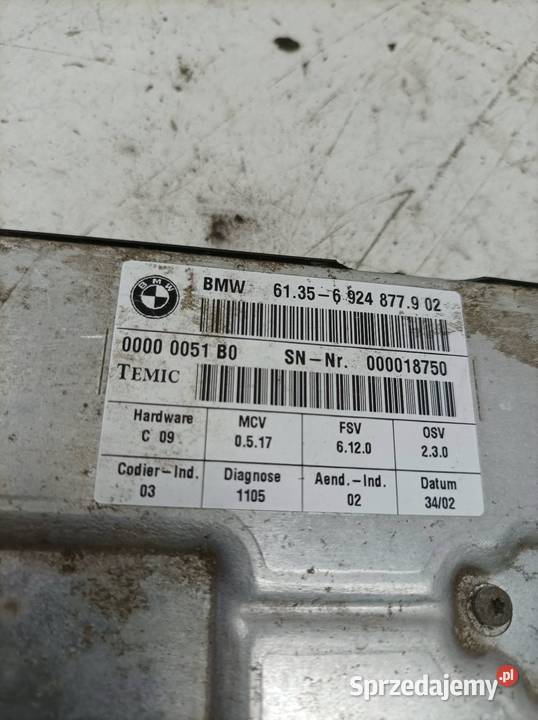 BMW
BMW 61.35-6 924 877.9 02
0000 0051 B0 SN-Nr. 000018750
TEMIC
Hardware MCV FSV OSV
C 09 0.5.17 6.12.0 2.3.0
Codier-Ind. Diagnose Aend.-Ind. Datum
03 1105 02 34/02
Sprzedajemy.pl